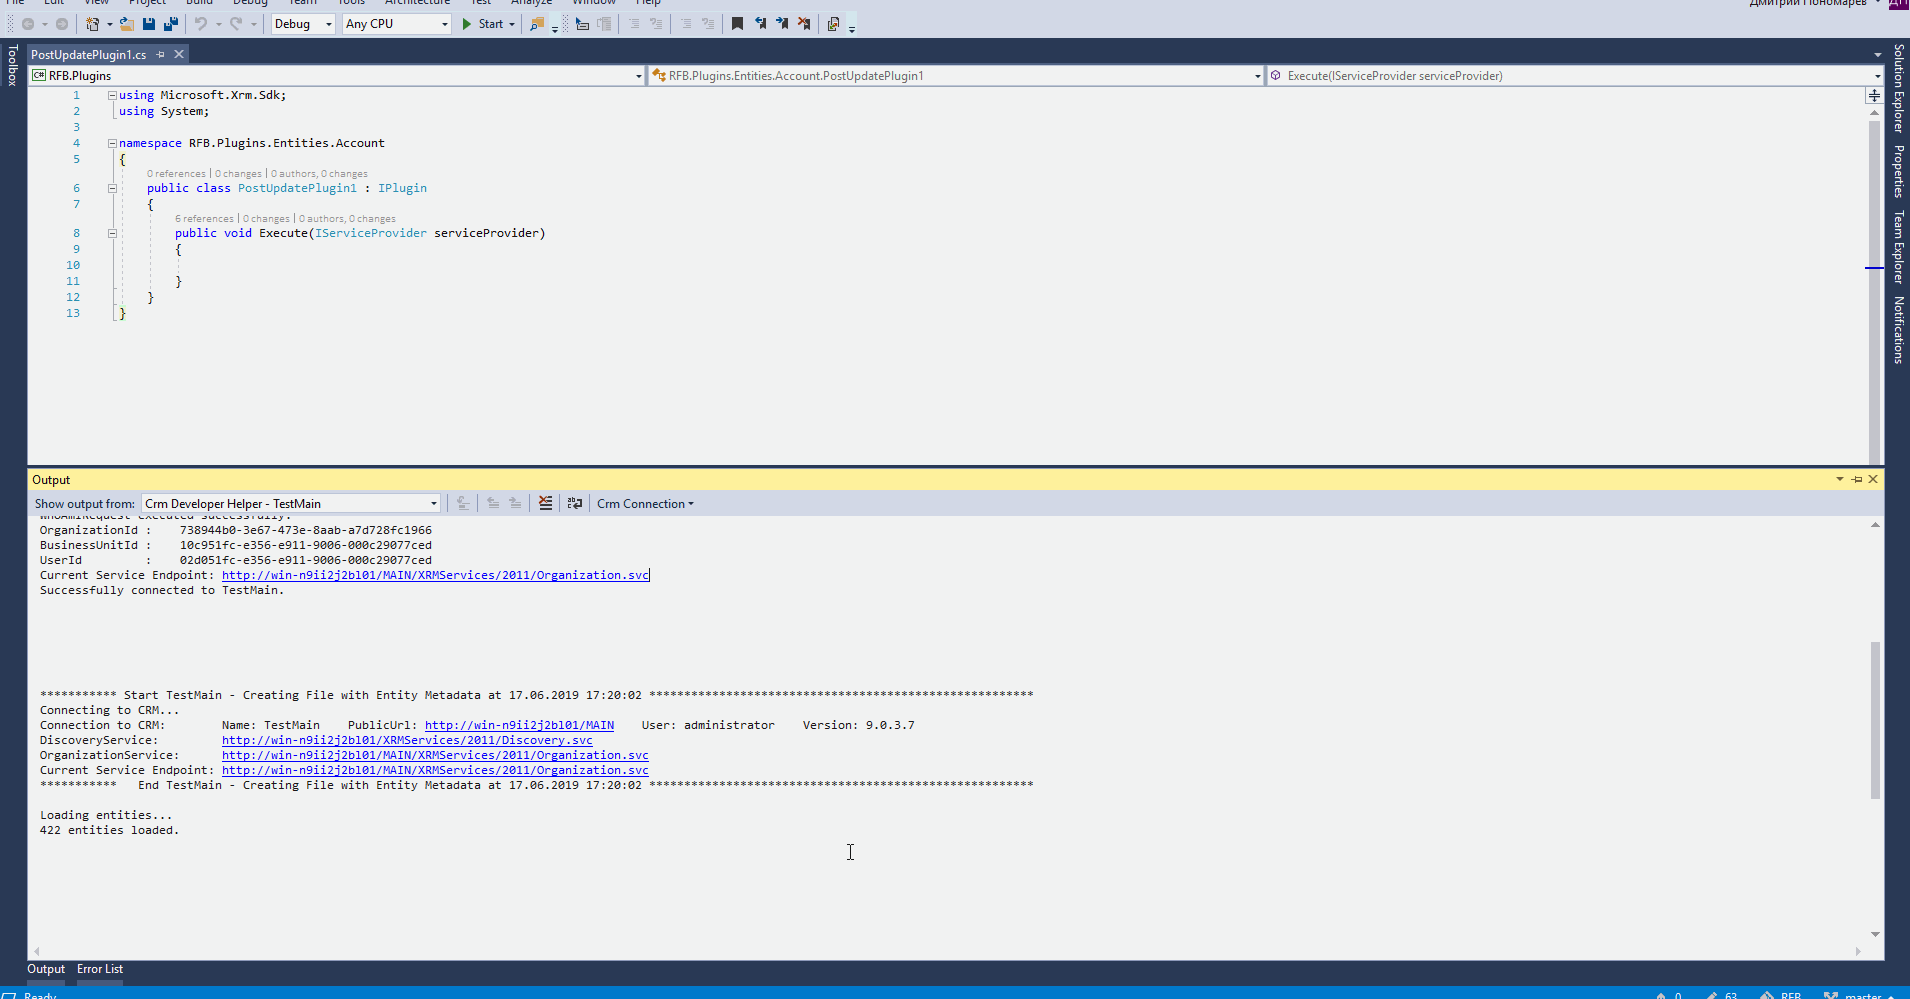 File Edit View Project Build Debug Team Tools Architecture Test Analyze Window Help Дмитрий Пономарев ДП
Debug Any CPU Start
PostUpdatePlugin1.cs
RFB.Plugins RFB.Plugins.Entities.Account.PostUpdatePlugin1 Execute(IServiceProvider serviceProvider)
1 using Microsoft.Xrm.Sdk;
2 using System;
3
4 namespace RFB.Plugins.Entities.Account
5 {
0 references | 0 changes | 0 authors, 0 changes
6 public class PostUpdatePlugin1 : IPlugin
7 {
6 references | 0 changes | 0 authors, 0 changes
8 public void Execute(IServiceProvider serviceProvider)
9 {
10
11 }
12 }
13 }
Toolbox
Solution Explorer
Properties
Team Explorer
Notifications
Output
Show output from: Crm Developer Helper - TestMain Crm Connection
WhoAmIRequest executed successfully.
OrganizationId : 738944b0-3e67-473e-8aab-a7d728fc1966
BusinessUnitId : 10c951fc-e356-e911-9006-000c29077ced
UserId : 02d051fc-e356-e911-9006-000c29077ced
Current Service Endpoint: http://win-n9ii2j2bl01/MAIN/XRMServices/2011/Organization.svc
Successfully connected to TestMain.
*********** Start TestMain - Creating File with Entity Metadata at 17.06.2019 17:20:02 *******************************************************
Connecting to CRM...
Connection to CRM: Name: TestMain PublicUrl: http://win-n9ii2j2bl01/MAIN User: administrator Version: 9.0.3.7
DiscoveryService: http://win-n9ii2j2bl01/XRMServices/2011/Discovery.svc
OrganizationService: http://win-n9ii2j2bl01/MAIN/XRMServices/2011/Organization.svc
Current Service Endpoint: http://win-n9ii2j2bl01/MAIN/XRMServices/2011/Organization.svc
*********** End TestMain - Creating File with Entity Metadata at 17.06.2019 17:20:02 *******************************************************
Loading entities...
422 entities loaded.
Output Error List
Ready 0 63 RFB master